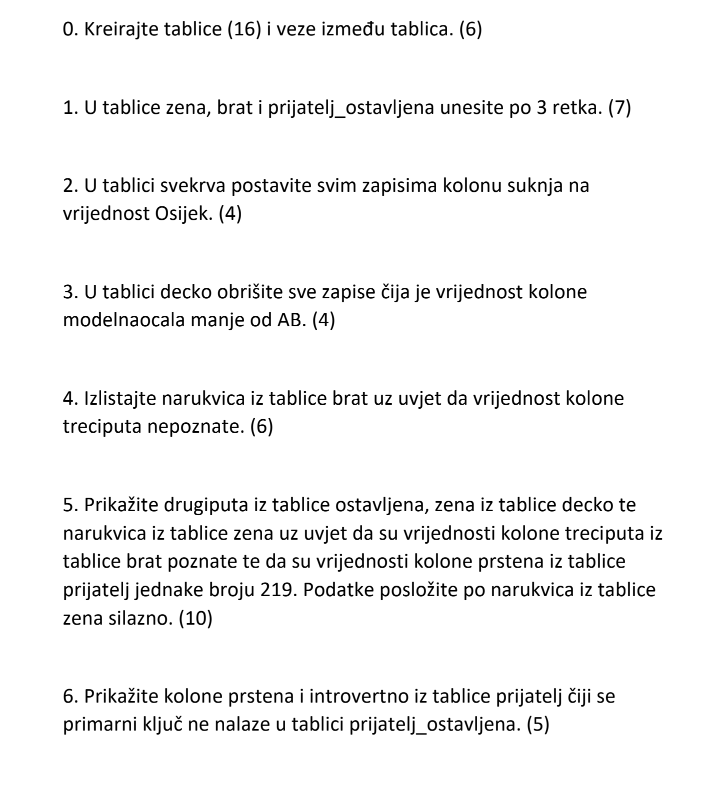 0. Kreirajte tablice (16) i veze između tablica. (6)
1. U tablice zena, brat i prijatelj_ostavljena unesite po 3 retka. (7)
2. U tablici svekrva postavite svim zapisima kolonu suknja na
vrijednost Osijek. (4)
3. U tablici decko obrišite sve zapise čija je vrijednost kolone
modelnaocala manje od AB. (4)
4. Izlistajte narukvica iz tablice brat uz uvjet da vrijednost kolone
treciputa nepoznate. (6)
5. Prikažite drugiputa iz tablice ostavljena, zena iz tablice decko te
narukvica iz tablice zena uz uvjet da su vrijednosti kolone treciputa iz
tablice brat poznate te da su vrijednosti kolone prstena iz tablice
prijatelj jednake broju 219. Podatke posložite po narukvica iz tablice
zena silazno. (10)
6. Prikažite kolone prstena i introvertno iz tablice prijatelj čiji se
primarni ključ ne nalaze u tablici prijatelj_ostavljena. (5)